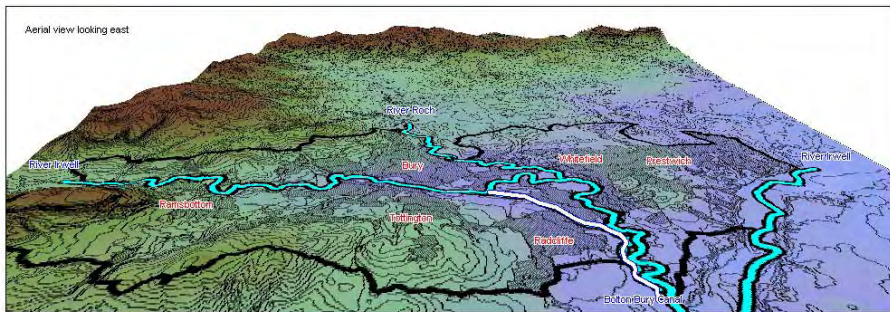 Aerial view looking east
River Roch
River Irwell
Bury
Whitefield
Prestwich
River Irwell
Ramsbottom
Tottington
Radcliffe
Bolton Bury Canal